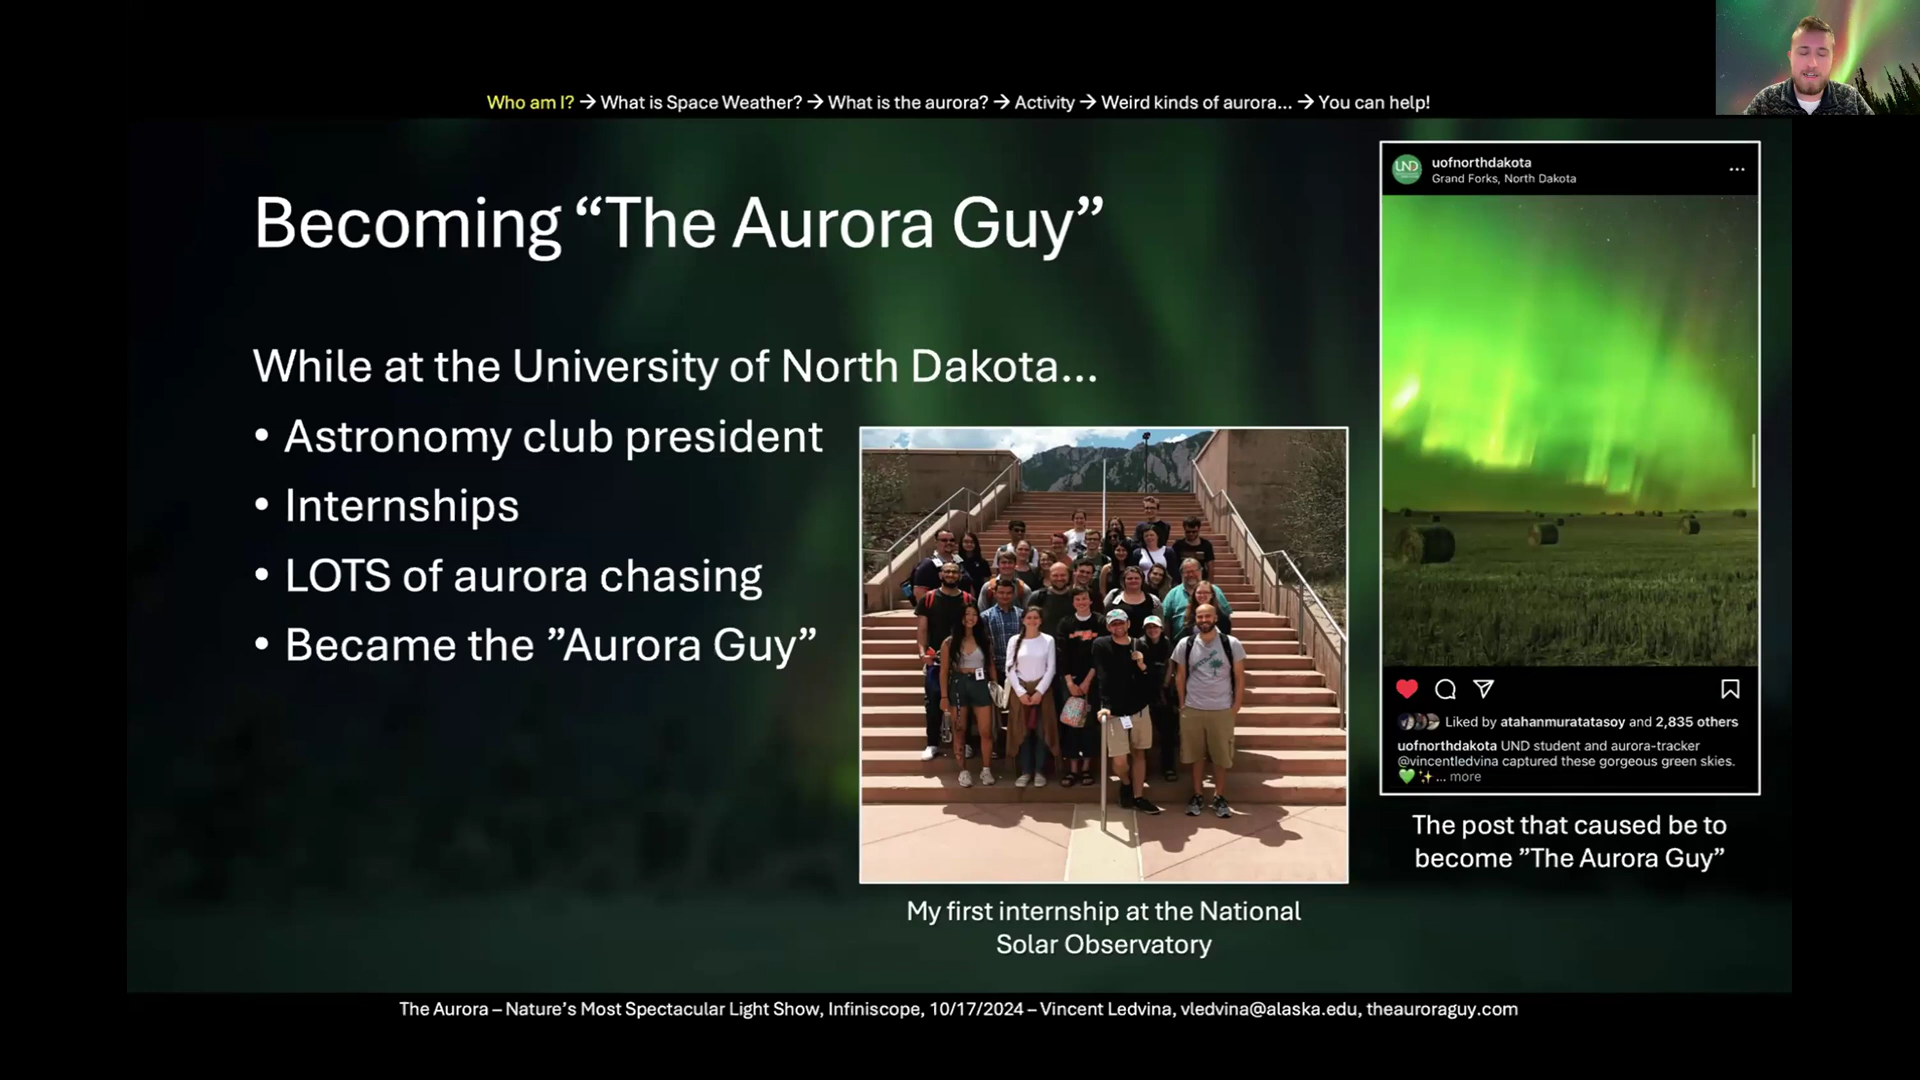 Who am I? → What is Space Weather? → What is the aurora? → Activity → Weird kinds of aurora... → You can help!
Becoming “The Aurora Guy”
While at the University of North Dakota...
• Astronomy club president
• Internships
• LOTS of aurora chasing
• Became the ”Aurora Guy”
My first internship at the National
Solar Observatory
UND
uofnorthdakota
Grand Forks, North Dakota
Liked by atahanmuratatasoy and 2,835 others
uofnorthdakota UND student and aurora-tracker
@vincentledvina captured these gorgeous green skies.
💚✨... more
The post that caused be to
become ”The Aurora Guy”
The Aurora – Nature’s Most Spectacular Light Show, Infiniscope, 10/17/2024 – Vincent Ledvina, vledvina@alaska.edu, theauroraguy.com